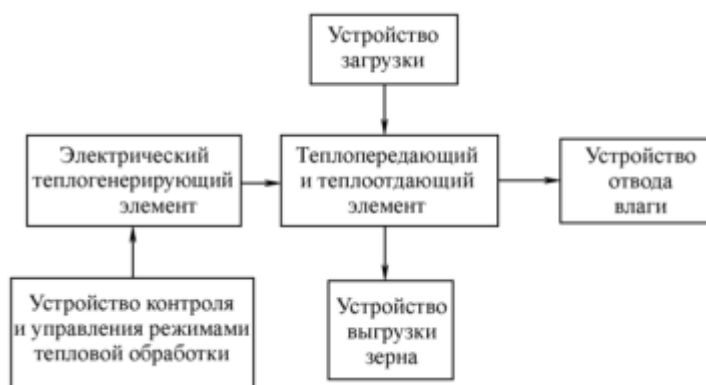 Устройство
загрузки
Электрический
теплогенерирующий
элемент
Теплопередающий
и теплоотдающий
элемент
Устройство
отвода
влаги
Устройство контроля
и управления режимами
тепловой обработки
Устройство
выгрузки
зерна